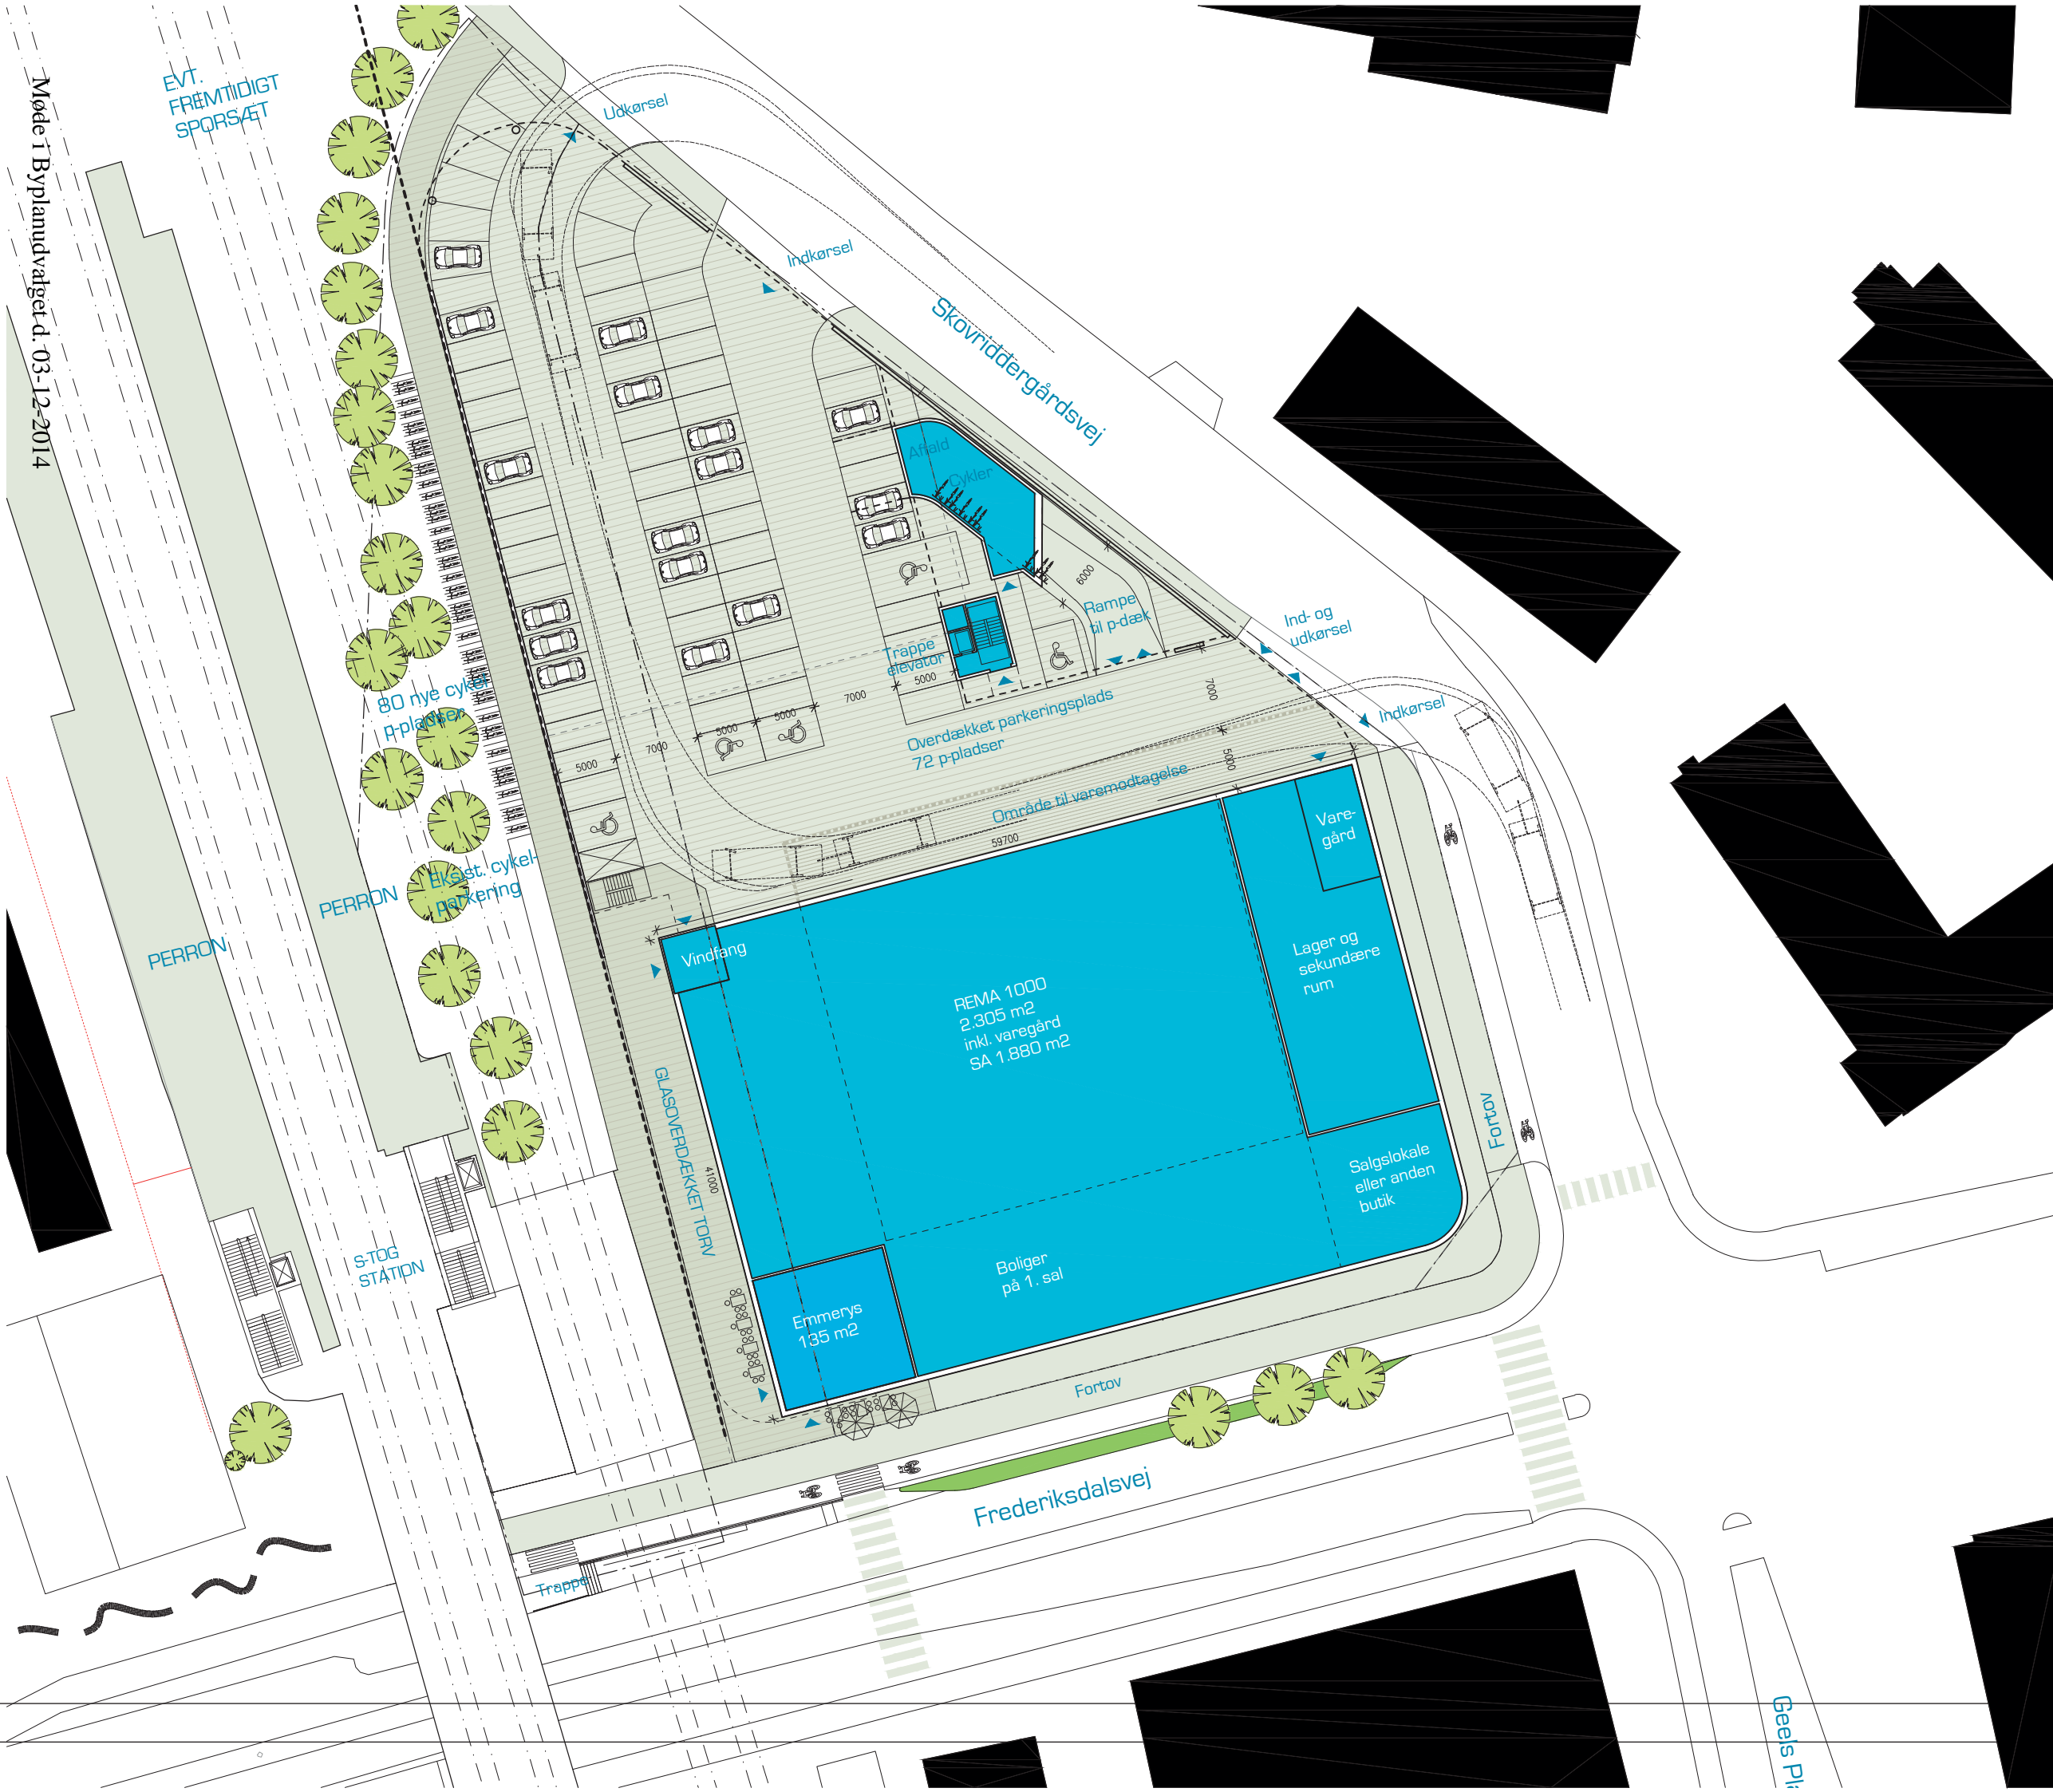 Møde i Byplanudvalget d. 03-12-2014
EVT.
FREMTIDIGT
SPORSÆT
Udkørsel
Indkørsel
Skovriddergårdsvej
Affald
Cykler
6000
Rampe
til p-dæk
Ind- og
udkørsel
Trappe
elevator
5000
7000
5000
5000
7000
5000
7000
Indkørsel
80 nye cykel-
p-pladser
Overdækket parkeringsplads
72 p-pladser
5000
Område til varemodtagelse
59700
Vare-
gård
PERRON
PERRON
Eksist. cykel-
parkering
Vindfang
Lager og
sekundære
rum
REMA 1000
2.305 m2
inkl. varegård
SA 1.880 m2
GLASOVERDÆKKET TORV
41000
Fortov
Salgslokale
eller anden
butik
S-TOG
STATION
Boliger
på 1. sal
Emmerys
135 m2
Fortov
Frederiksdalsvej
Trappe
Geels Pl